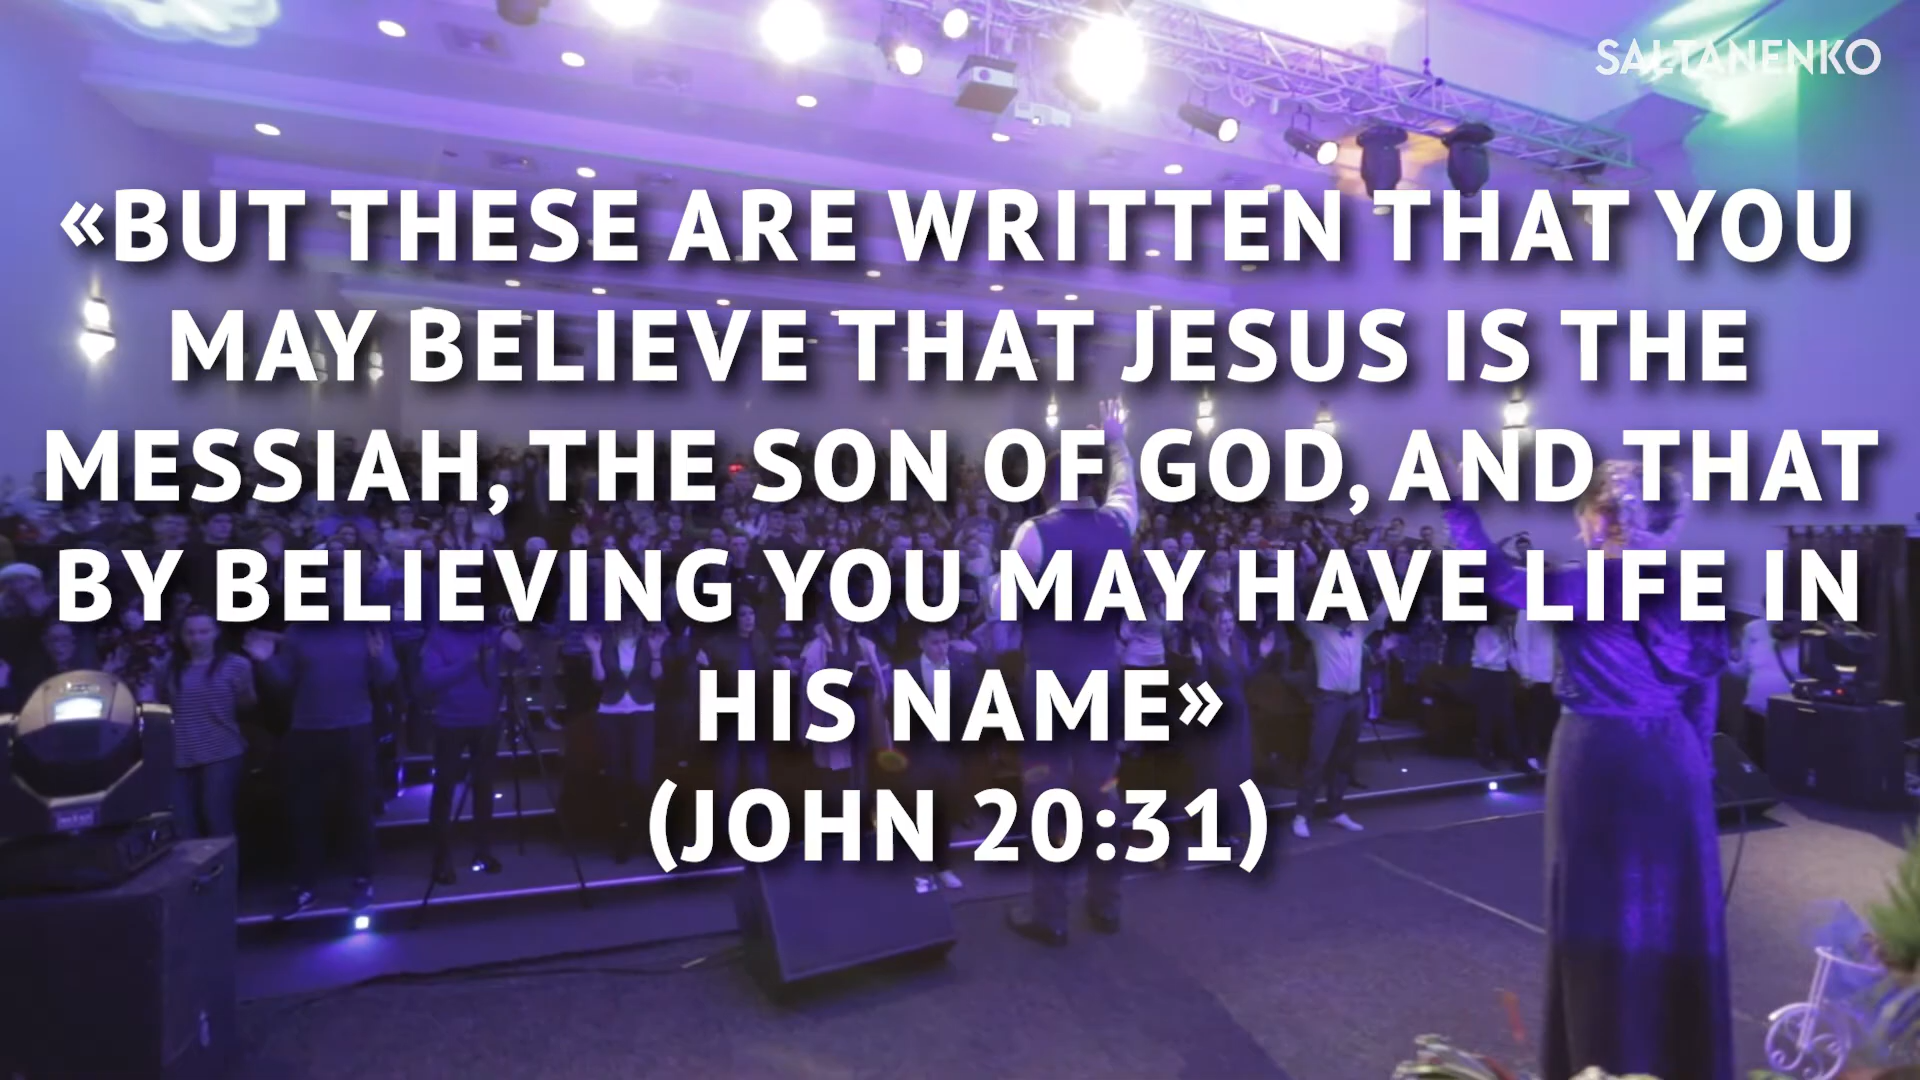 SALTANENKO
«BUT THESE ARE WRITTEN THAT YOU
MAY BELIEVE THAT JESUS IS THE
MESSIAH, THE SON OF GOD, AND THAT
BY BELIEVING YOU MAY HAVE LIFE IN
HIS NAME»
(JOHN 20:31)